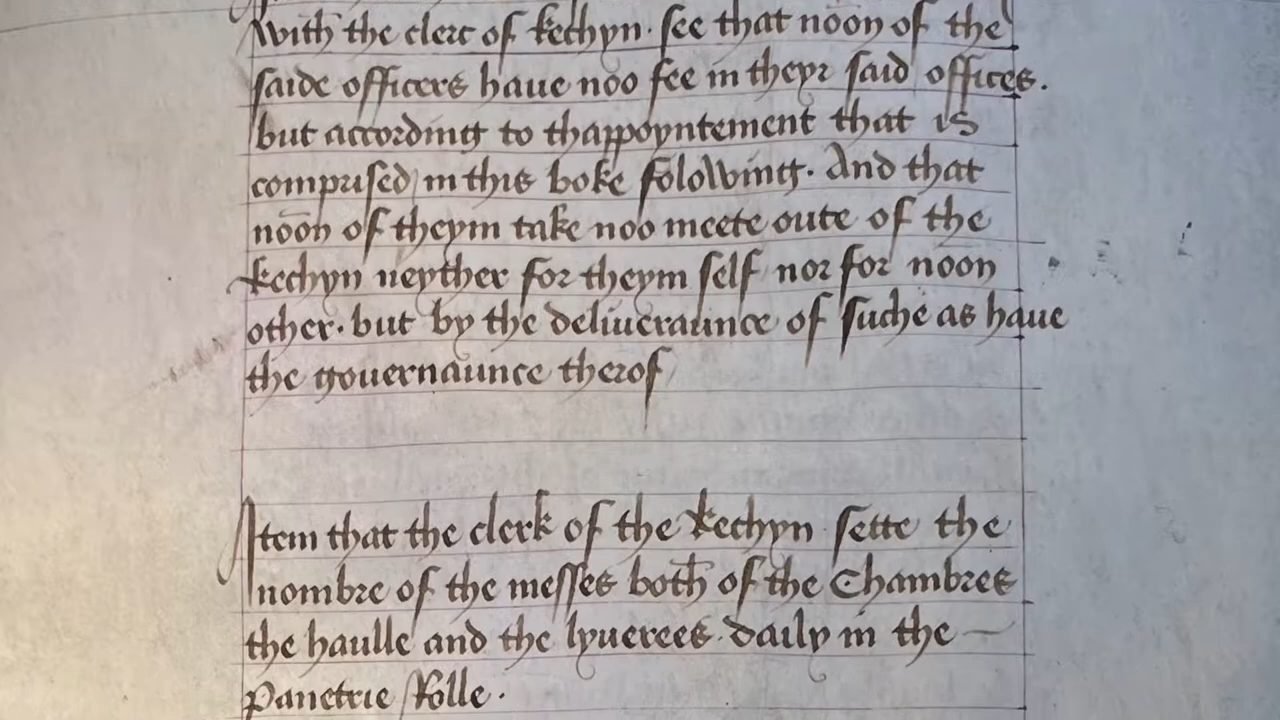 With the clerc of kechyn. see that noon of the
saide officers haue noo fee in theyr said offices.
but according to thappoyntement that is
comprised in this boke folowing. And that
noon of theym take noo meete oute of the
kechyn neyther for theym self nor for noon
other. but by the deliueraunce of suche as haue
the gouernaunce therof
Item that the clerk of the kechyn sette the
nombre of the messes both of the Chambres
the haulle and the lyuerees. daily in the
Panetrie Rolle.